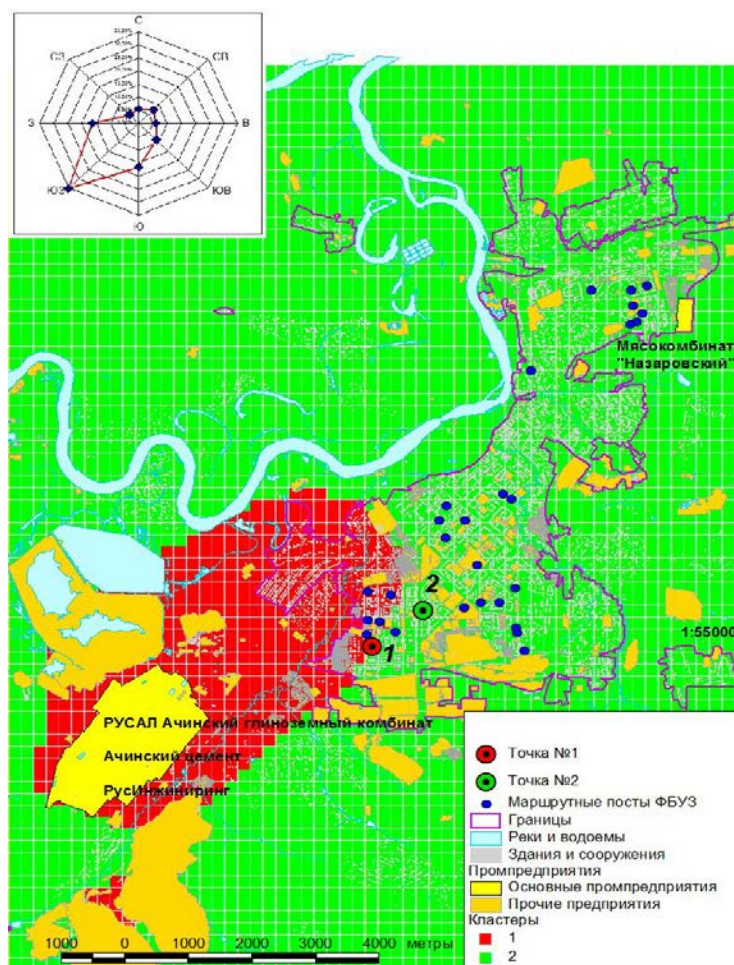 С
СЗ
СВ
З
В
ЮЗ
ЮВ
Ю
Мясокомбинат
"Назаровский"
2
1
1:55000
РУСАЛ Ачинский глиноземный комбинат
Ачинский цемент
РусИнжиниринг
Точка №1
Точка №2
Маршрутные посты ФБУЗ
Границы
Реки и водоемы
Здания и сооружения
Промпредприятия
Основные промпредприятия
Прочие предприятия
Кластеры
1
2
1000 0 1000 2000 3000 4000 метры